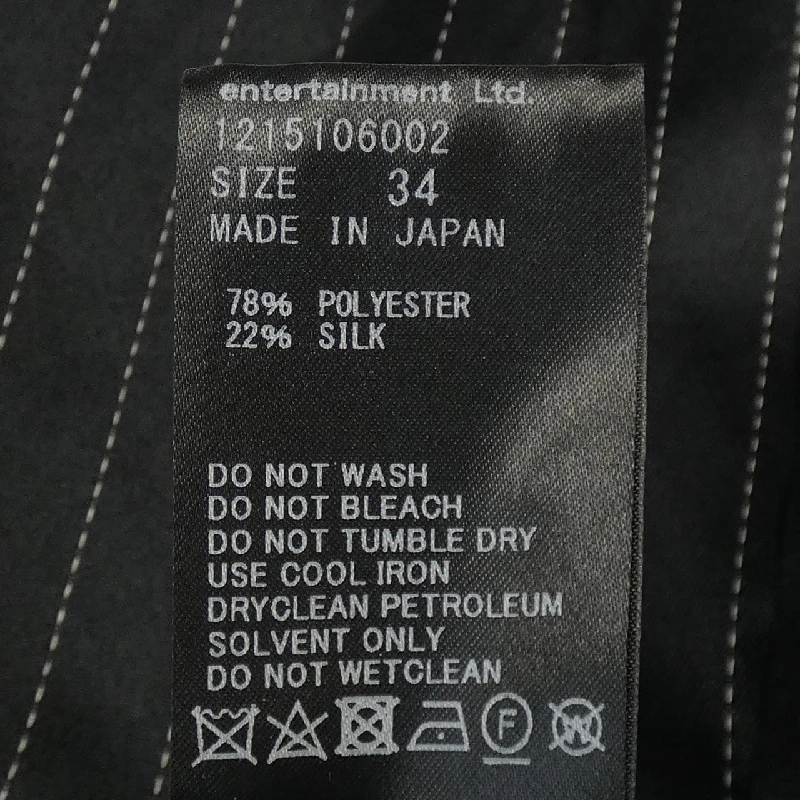 entertainment Ltd.
1215106002
SIZE 34
MADE IN JAPAN
78% POLYESTER
22% SILK
DO NOT WASH
DO NOT BLEACH
DO NOT TUMBLE DRY
USE COOL IRON
DRYCLEAN PETROLEUM
SOLVENT ONLY
DO NOT WETCLEAN
F W